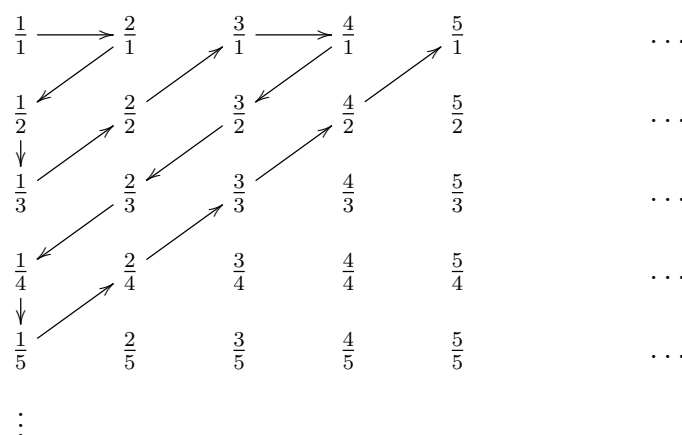 1/1 2/1 3/1 4/1 5/1 ...
1/2 2/2 3/2 4/2 5/2 ...
1/3 2/3 3/3 4/3 5/3 ...
1/4 2/4 3/4 4/4 5/4 ...
1/5 2/5 3/5 4/5 5/5 ...
⋮